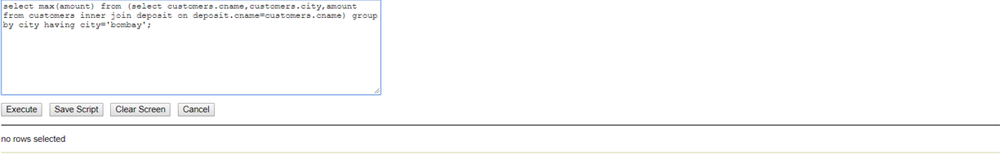 select max(amount) from (select customers.cname,customers.city,amount
from customers inner join deposit on deposit.cname=customers.cname) group
by city having city='bombay';
Execute Save Script Clear Screen Cancel
no rows selected